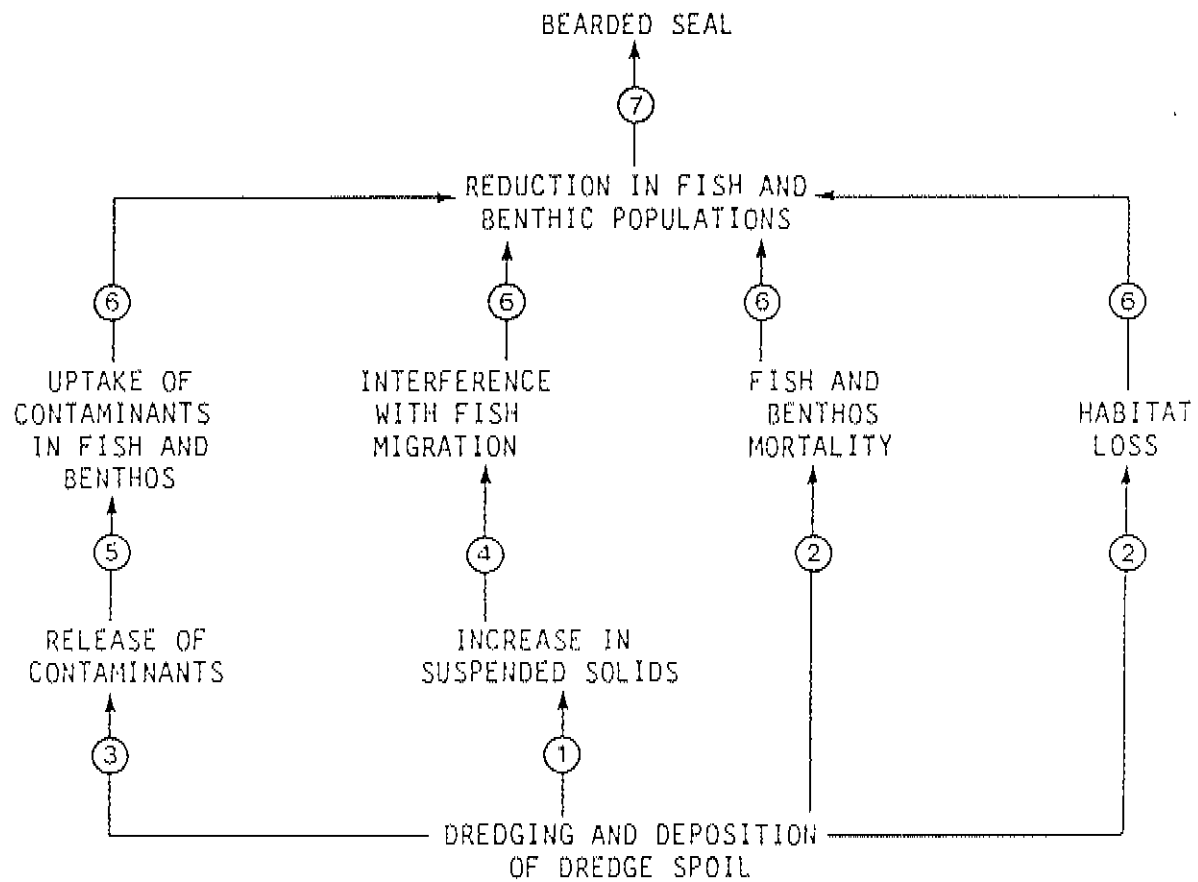 BEARDED SEAL
7
REDUCTION IN FISH AND
BENTHIC POPULATIONS
6
6
6
6
UPTAKE OF
CONTAMINANTS
IN FISH AND
BENTHOS
INTERFERENCE
WITH FISH
MIGRATION
FISH AND
BENTHOS
MORTALITY
HABITAT
LOSS
5
4
2
2
RELEASE OF
CONTAMINANTS
INCREASE IN
SUSPENDED SOLIDS
3
1
DREDGING AND DEPOSITION
OF DREDGE SPOIL